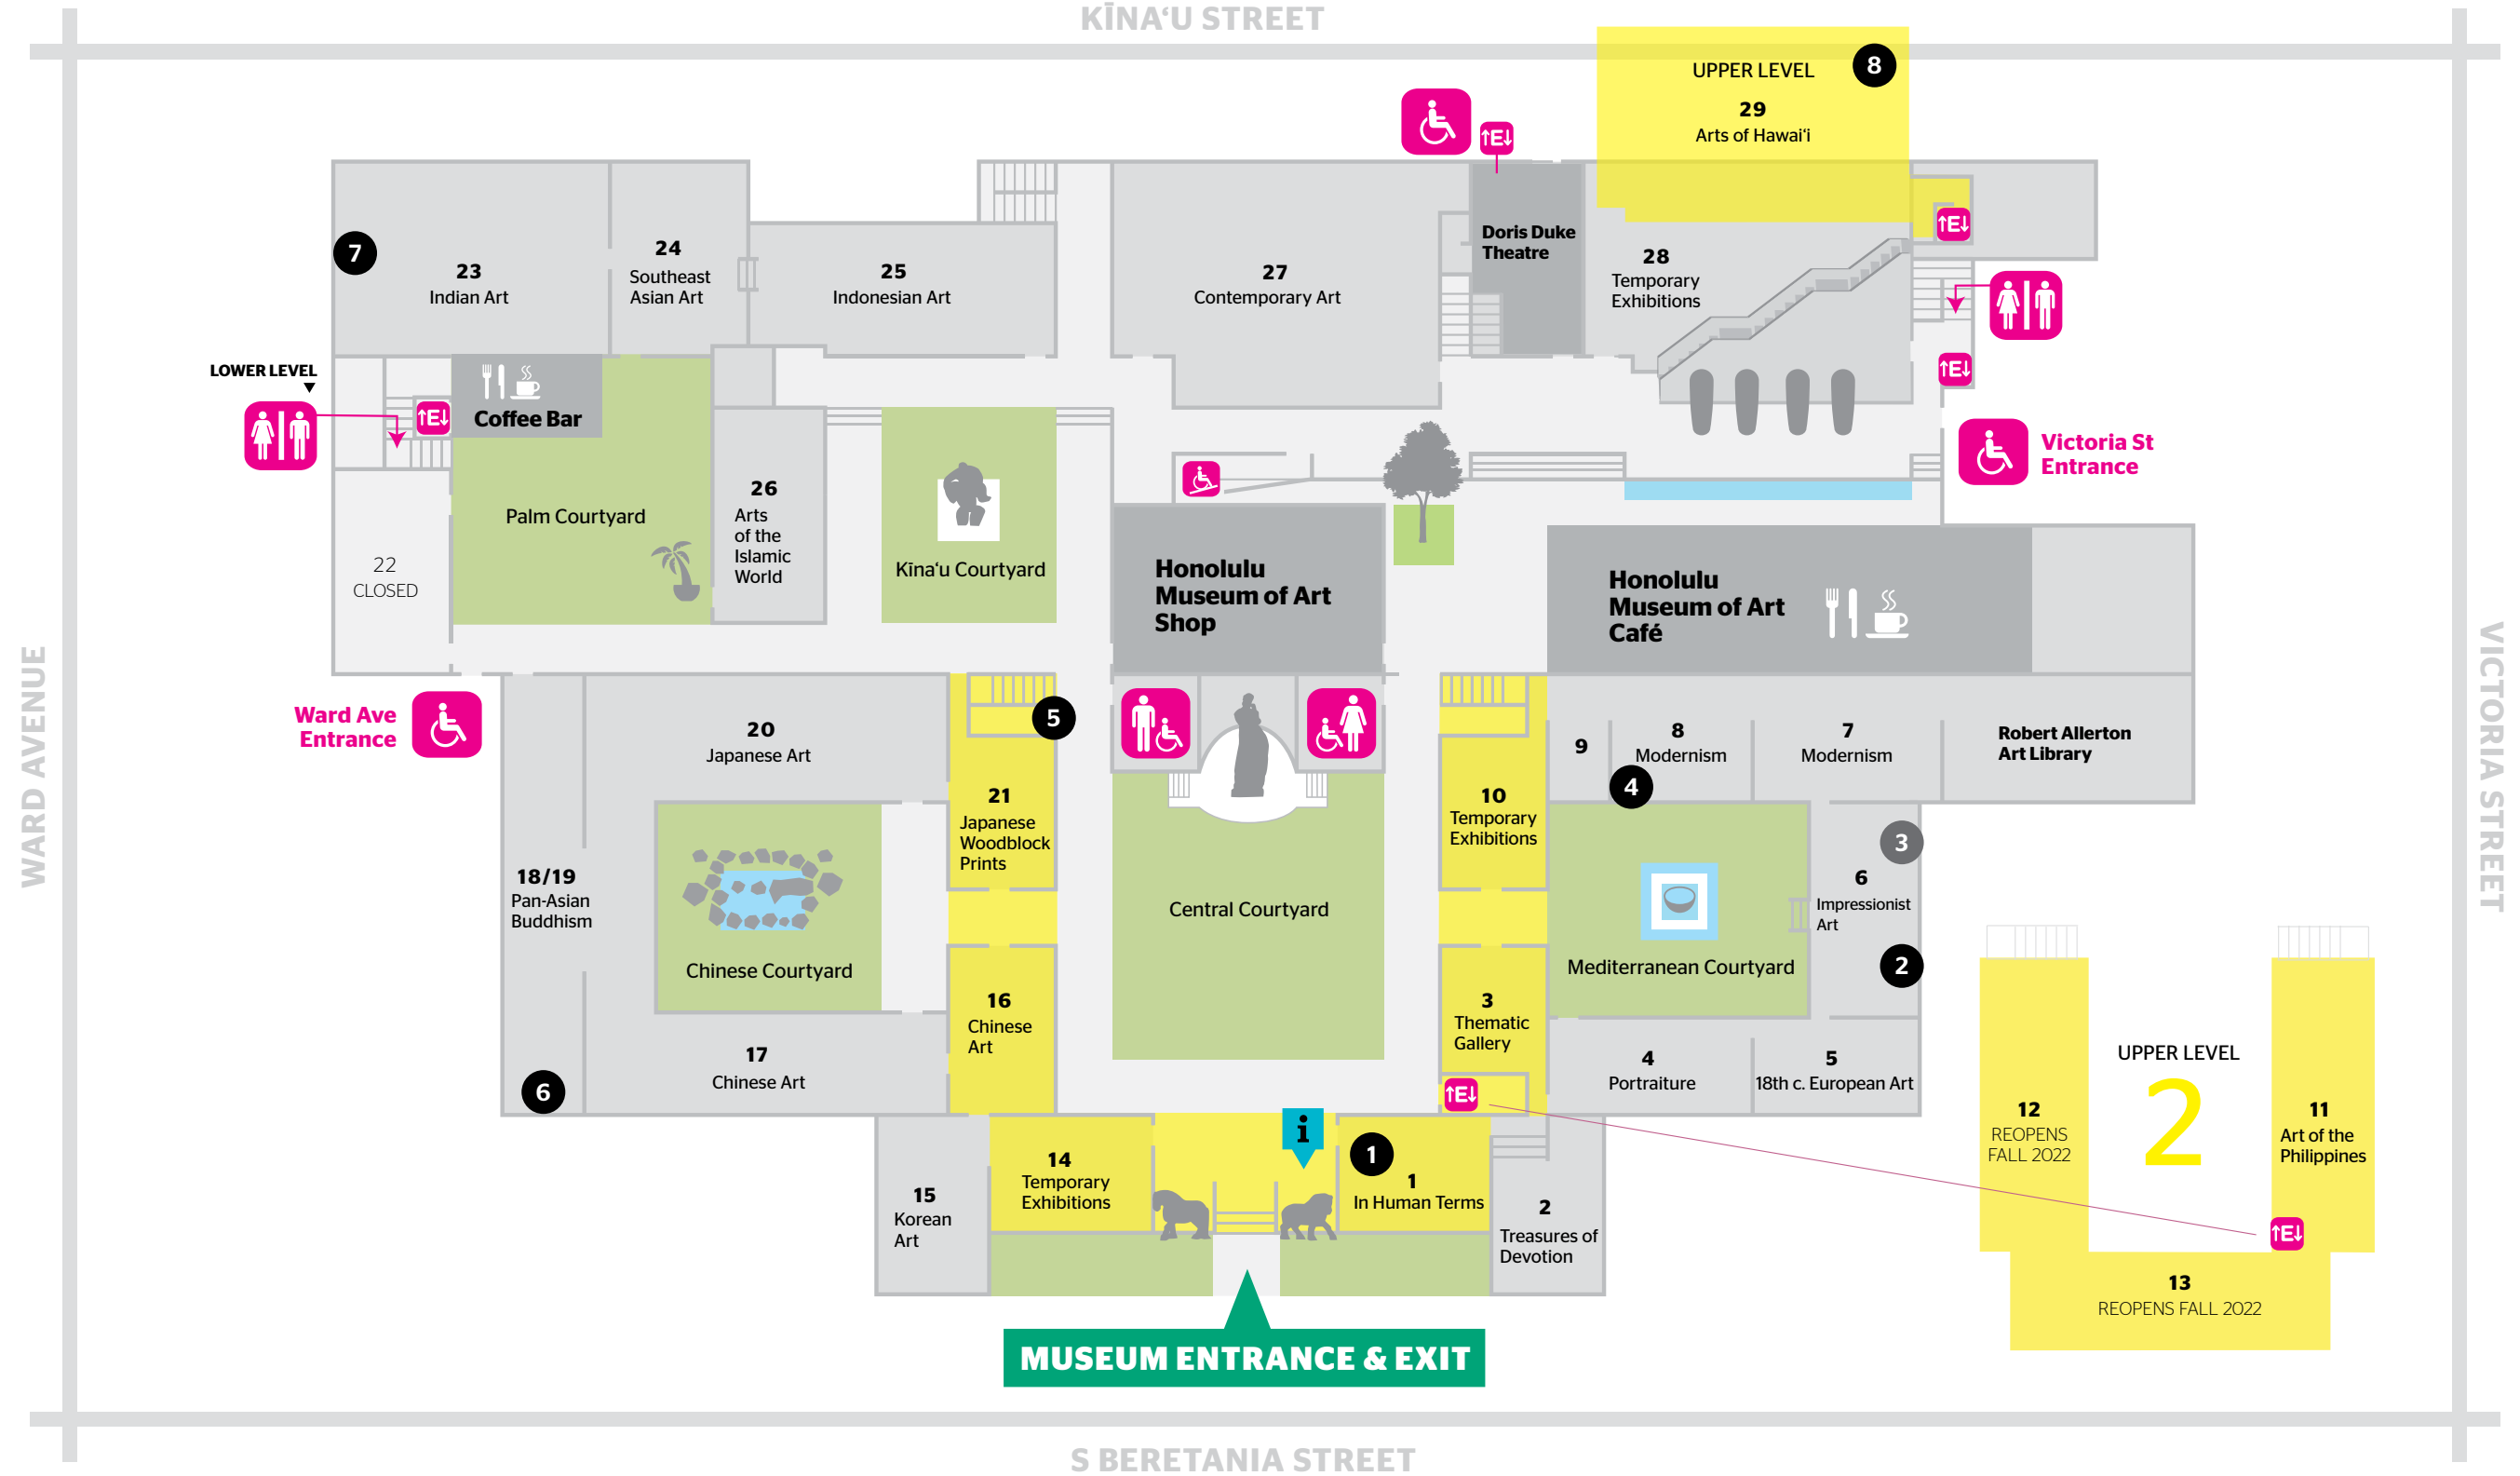 KĪNAʻU STREET
UPPER LEVEL
8
29
Arts of Hawaiʻi
↑E↓
Doris Duke
Theatre
7
23
Indian Art
24
Southeast
Asian Art
25
Indonesian Art
27
Contemporary Art
28
Temporary
Exhibitions
↑E↓
↑E↓
LOWER LEVEL
↑E↓
Coffee Bar
Victoria St
Entrance
Palm Courtyard
26
Arts
of the
Islamic
World
Kīnaʻu Courtyard
22
CLOSED
Honolulu
Museum of Art
Shop
Honolulu
Museum of Art
Café
WARD AVENUE
VICTORIA STREET
Ward Ave
Entrance
20
Japanese Art
5
21
Japanese
Woodblock
Prints
10
Temporary
Exhibitions
9
8
Modernism
4
7
Modernism
Robert Allerton
Art Library
18/19
Pan-Asian
Buddhism
Chinese Courtyard
Central Courtyard
Mediterranean Courtyard
3
6
Impressionist
Art
2
16
Chinese
Art
3
Thematic
Gallery
17
Chinese Art
6
↑E↓
4
Portraiture
5
18th c. European Art
UPPER LEVEL
2
12
REOPENS
FALL 2022
11
Art of the
Philippines
↑E↓
13
REOPENS FALL 2022
15
Korean
Art
14
Temporary
Exhibitions
i
1
1
In Human Terms
2
Treasures of
Devotion
MUSEUM ENTRANCE & EXIT
S BERETANIA STREET